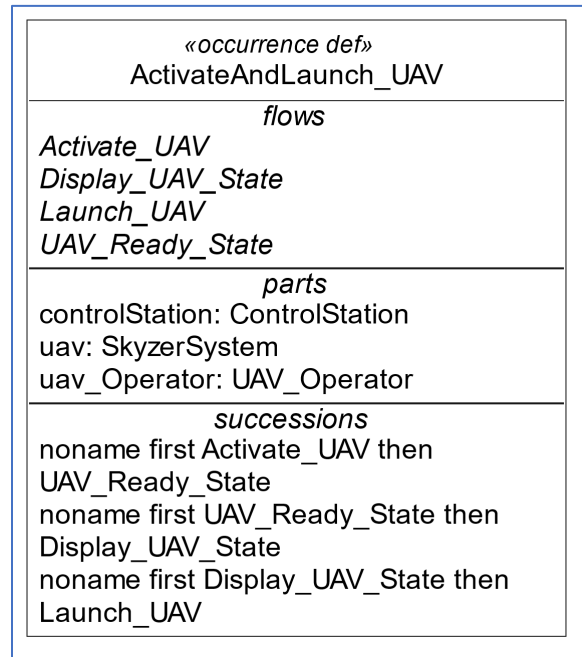 «occurrence def»
ActivateAndLaunch_UAV
flows
Activate_UAV
Display_UAV_State
Launch_UAV
UAV_Ready_State
parts
controlStation: ControlStation
uav: SkyzerSystem
uav_Operator: UAV_Operator
successions
noname first Activate_UAV then
UAV_Ready_State
noname first UAV_Ready_State then
Display_UAV_State
noname first Display_UAV_State then
Launch_UAV